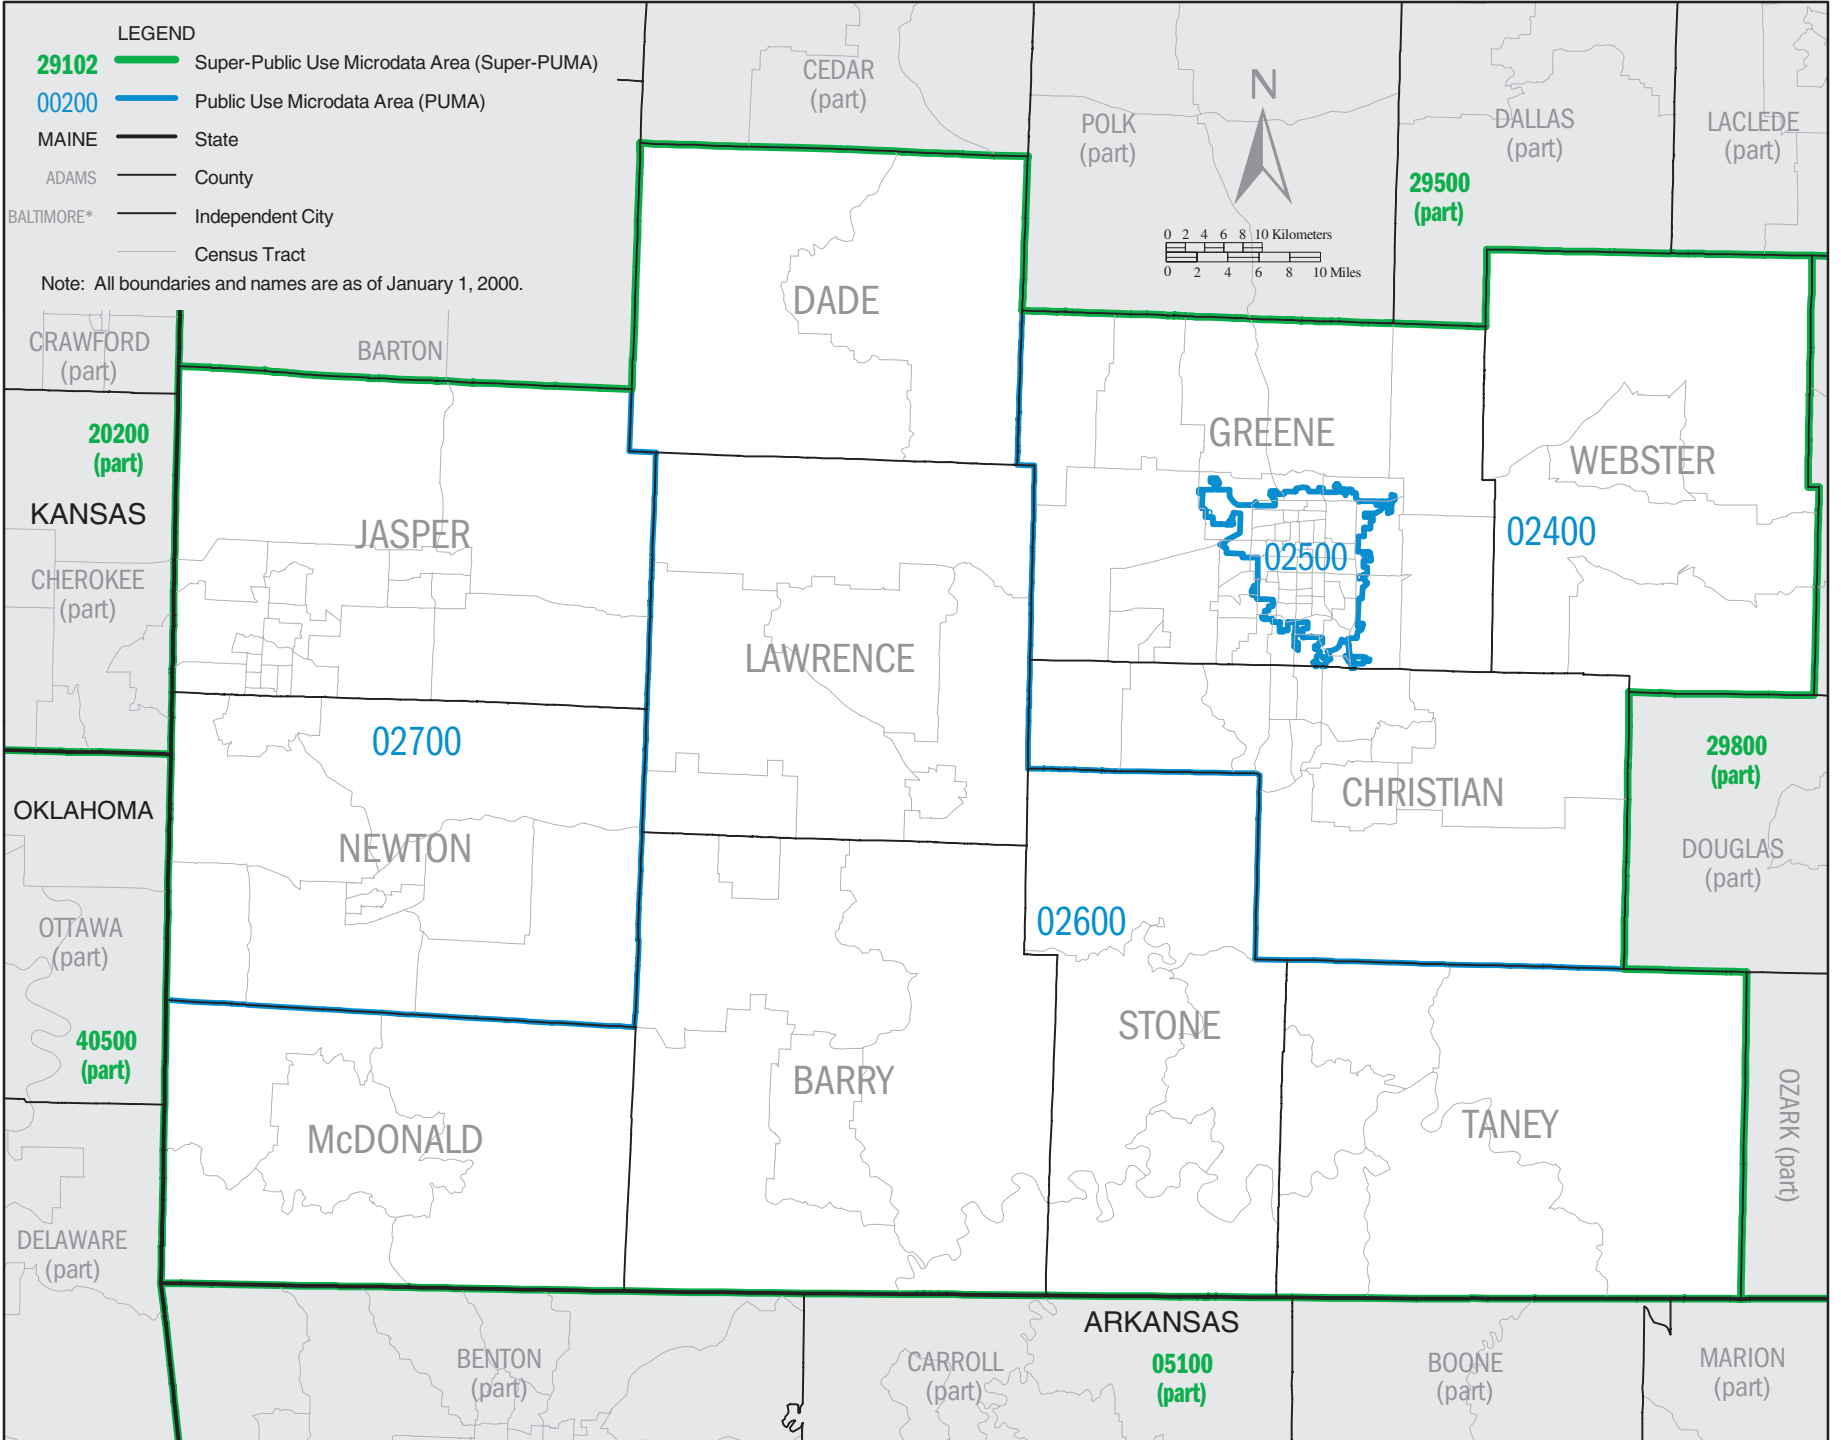 LEGEND
29102 Super-Public Use Microdata Area (Super-PUMA)
00200 Public Use Microdata Area (PUMA)
MAINE State
ADAMS County
BALTIMORE* Independent City
Census Tract
Note: All boundaries and names are as of January 1, 2000.
CEDAR
(part)
POLK
(part)
N
DALLAS
(part)
LACLEDE
(part)
29500
(part)
0 2 4 6 8 10 Kilometers
0 2 4 6 8 10 Miles
CRAWFORD
(part)
BARTON
DADE
20200
(part)
KANSAS
CHEROKEE
(part)
JASPER
GREENE
WEBSTER
02400
02500
LAWRENCE
02700
NEWTON
OKLAHOMA
CHRISTIAN
29800
(part)
DOUGLAS
(part)
OTTAWA
(part)
02600
STONE
40500
(part)
McDONALD
BARRY
TANEY
OZARK (part)
DELAWARE
(part)
BENTON
(part)
CARROLL
(part)
ARKANSAS
05100
(part)
BOONE
(part)
MARION
(part)